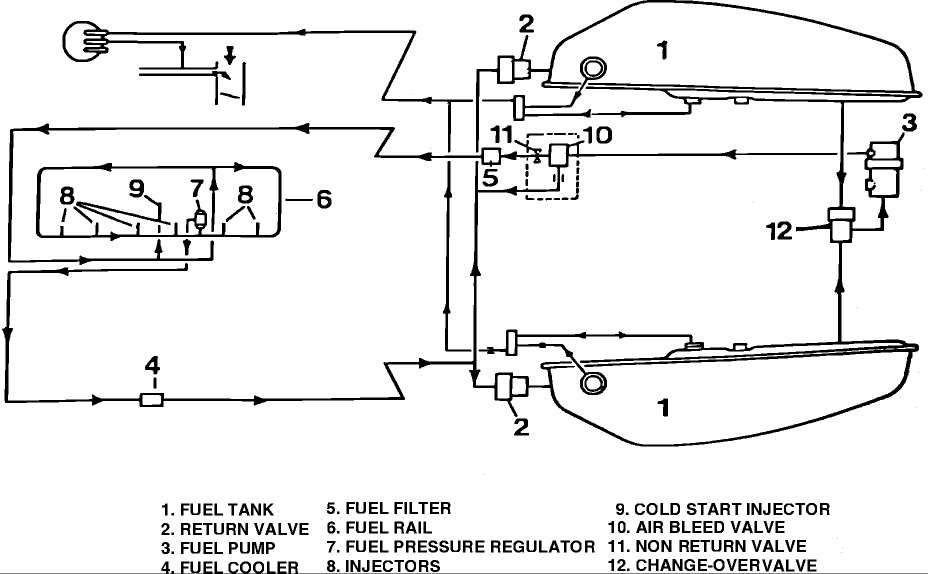 2
1
3
11
10
5
9
7
8
8
6
12
4
2
1
1. FUEL TANK
2. RETURN VALVE
3. FUEL PUMP
4. FUEL COOLER
5. FUEL FILTER
6. FUEL RAIL
7. FUEL PRESSURE REGULATOR
8. INJECTORS
9. COLD START INJECTOR
10. AIR BLEED VALVE
11. NON RETURN VALVE
12. CHANGE-OVERVALVE